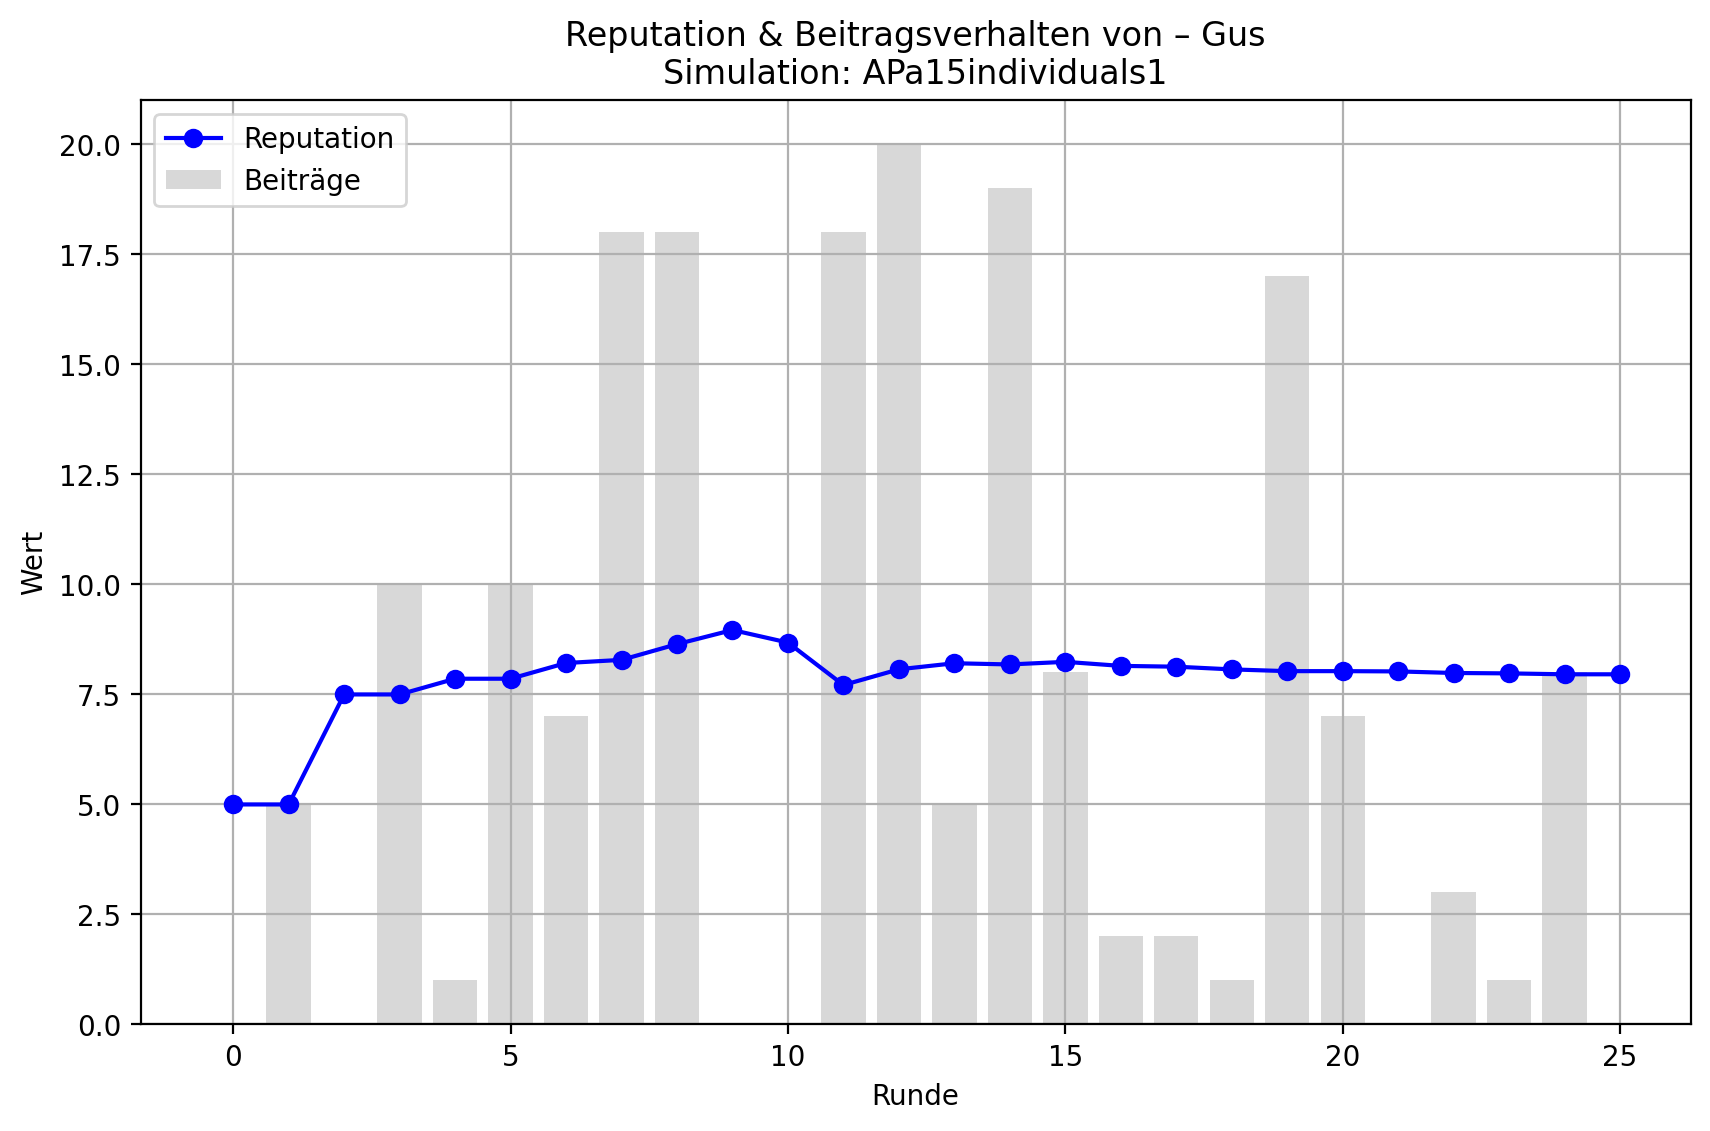 Reputation & Beitragsverhalten von – Gus
Simulation: APa15individuals1
Reputation
Beiträge
20.0
17.5
15.0
12.5
10.0
7.5
5.0
2.5
0.0
Wert
0 5 10 15 20 25
Runde